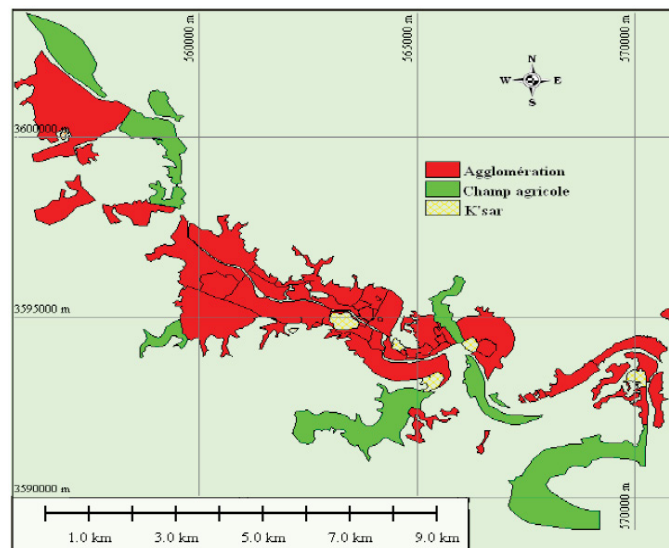 560000 m
565000 m
570000 m
N
W E
S
3600000 m
Agglomération
Champ agricole
K'sar
3595000 m
3590000 m
570000 m
1.0 km 3.0 km 5.0 km 7.0 km 9.0 km